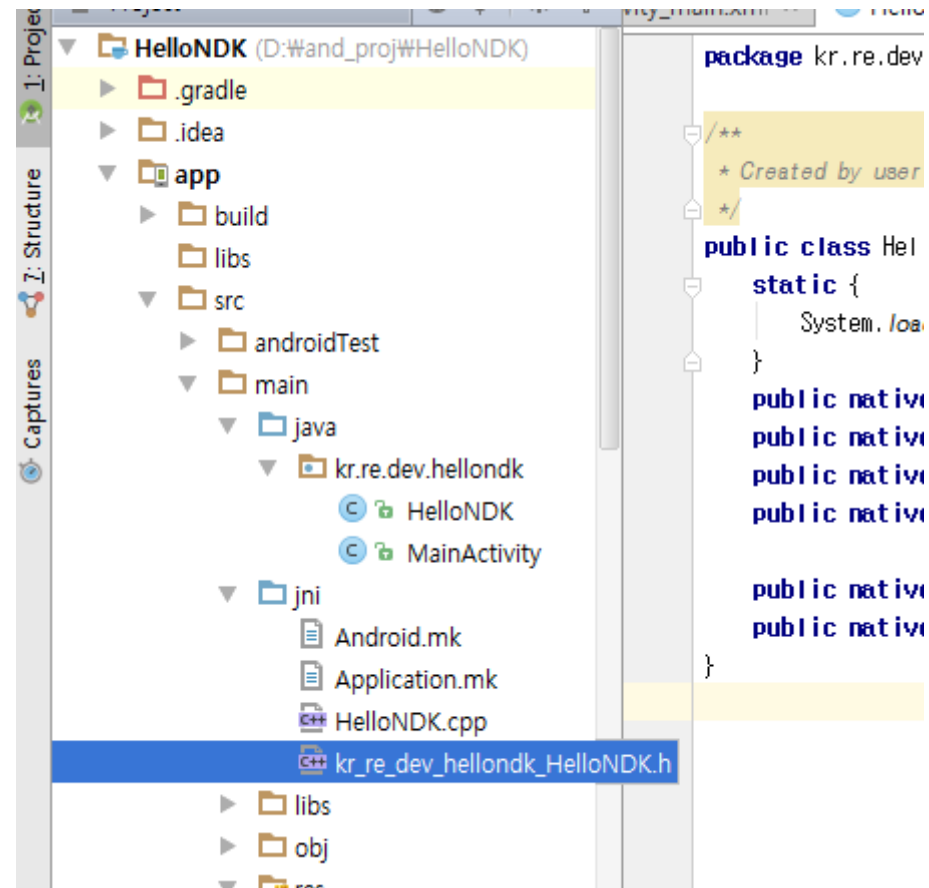 1: Projec
7: Structure
Captures
HelloNDK (D:₩and_proj₩HelloNDK)
.gradle
.idea
app
build
libs
src
androidTest
main
java
kr.re.dev.hellondk
HelloNDK
MainActivity
jni
Android.mk
Application.mk
HelloNDK.cpp
kr_re_dev_hellondk_HelloNDK.h
libs
obj
package kr.re.dev
/**
* Created by user
*/
public class Hel
static {
System.loa
}
public native
public native
public native
public native
public native
public native
}